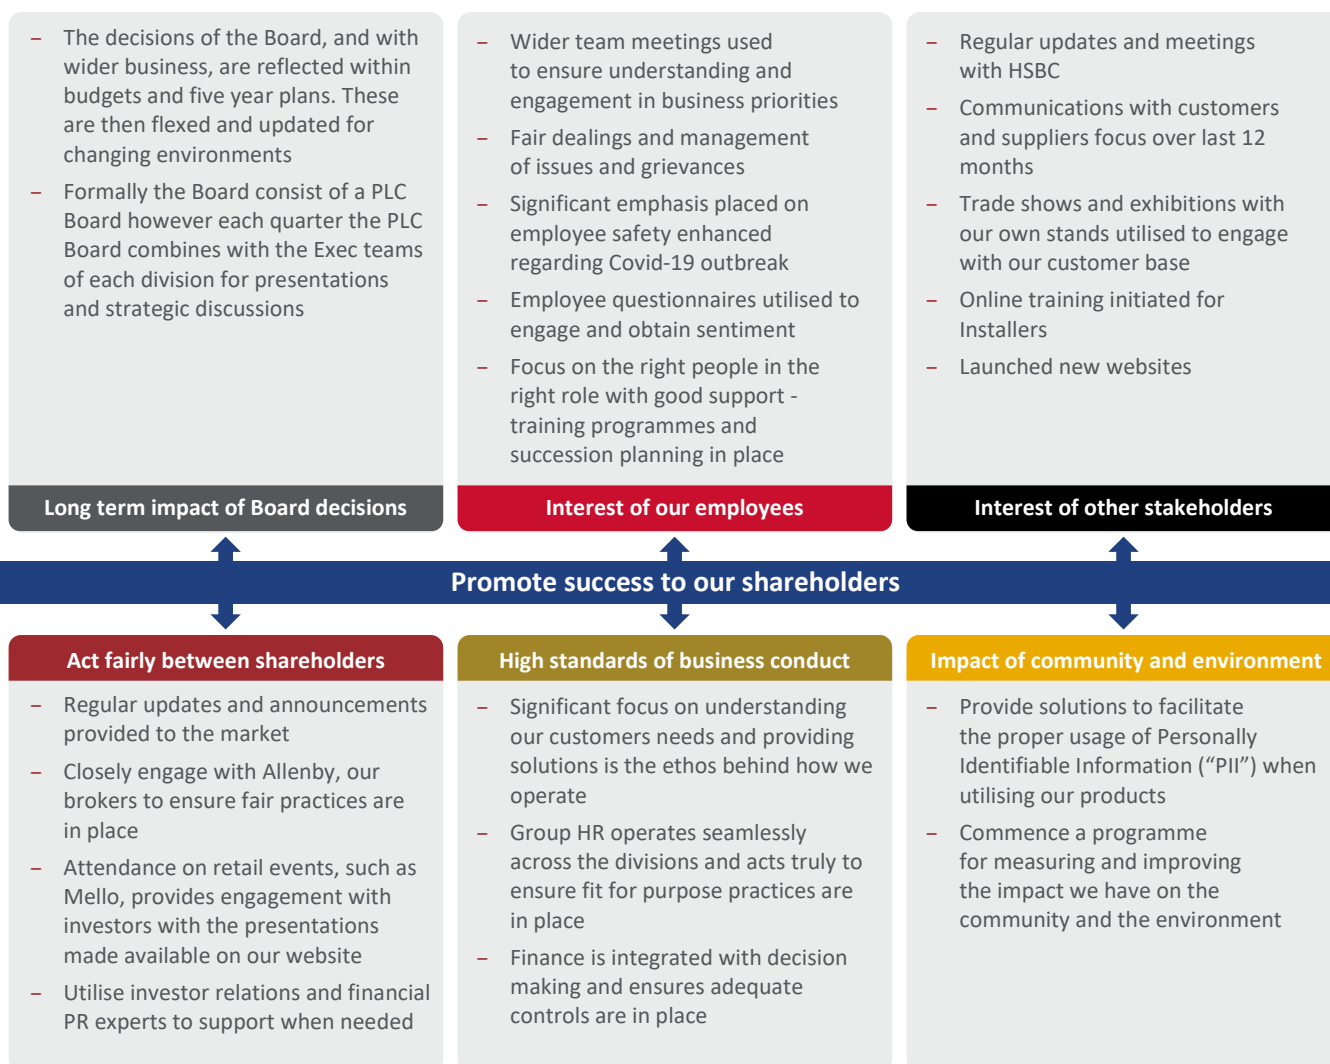 – The decisions of the Board, and with
wider business, are reflected within
budgets and five year plans. These
are then flexed and updated for
changing environments
– Formally the Board consist of a PLC
Board however each quarter the PLC
Board combines with the Exec teams
of each division for presentations
and strategic discussions
Long term impact of Board decisions
– Wider team meetings used
to ensure understanding and
engagement in business priorities
– Fair dealings and management
of issues and grievances
– Significant emphasis placed on
employee safety enhanced
regarding Covid-19 outbreak
– Employee questionnaires utilised to
engage and obtain sentiment
– Focus on the right people in the
right role with good support -
training programmes and
succession planning in place
Interest of our employees
– Regular updates and meetings
with HSBC
– Communications with customers
and suppliers focus over last 12
months
– Trade shows and exhibitions with
our own stands utilised to engage
with our customer base
– Online training initiated for
Installers
– Launched new websites
Interest of other stakeholders
Promote success to our shareholders
Act fairly between shareholders
– Regular updates and announcements
provided to the market
– Closely engage with Allenby, our
brokers to ensure fair practices are
in place
– Attendance on retail events, such as
Mello, provides engagement with
investors with the presentations
made available on our website
– Utilise investor relations and financial
PR experts to support when needed
High standards of business conduct
– Significant focus on understanding
our customers needs and providing
solutions is the ethos behind how we
operate
– Group HR operates seamlessly
across the divisions and acts truly to
ensure fit for purpose practices are
in place
– Finance is integrated with decision
making and ensures adequate
controls are in place
Impact of community and environment
– Provide solutions to facilitate
the proper usage of Personally
Identifiable Information (“PII”) when
utilising our products
– Commence a programme
for measuring and improving
the impact we have on the
community and the environment